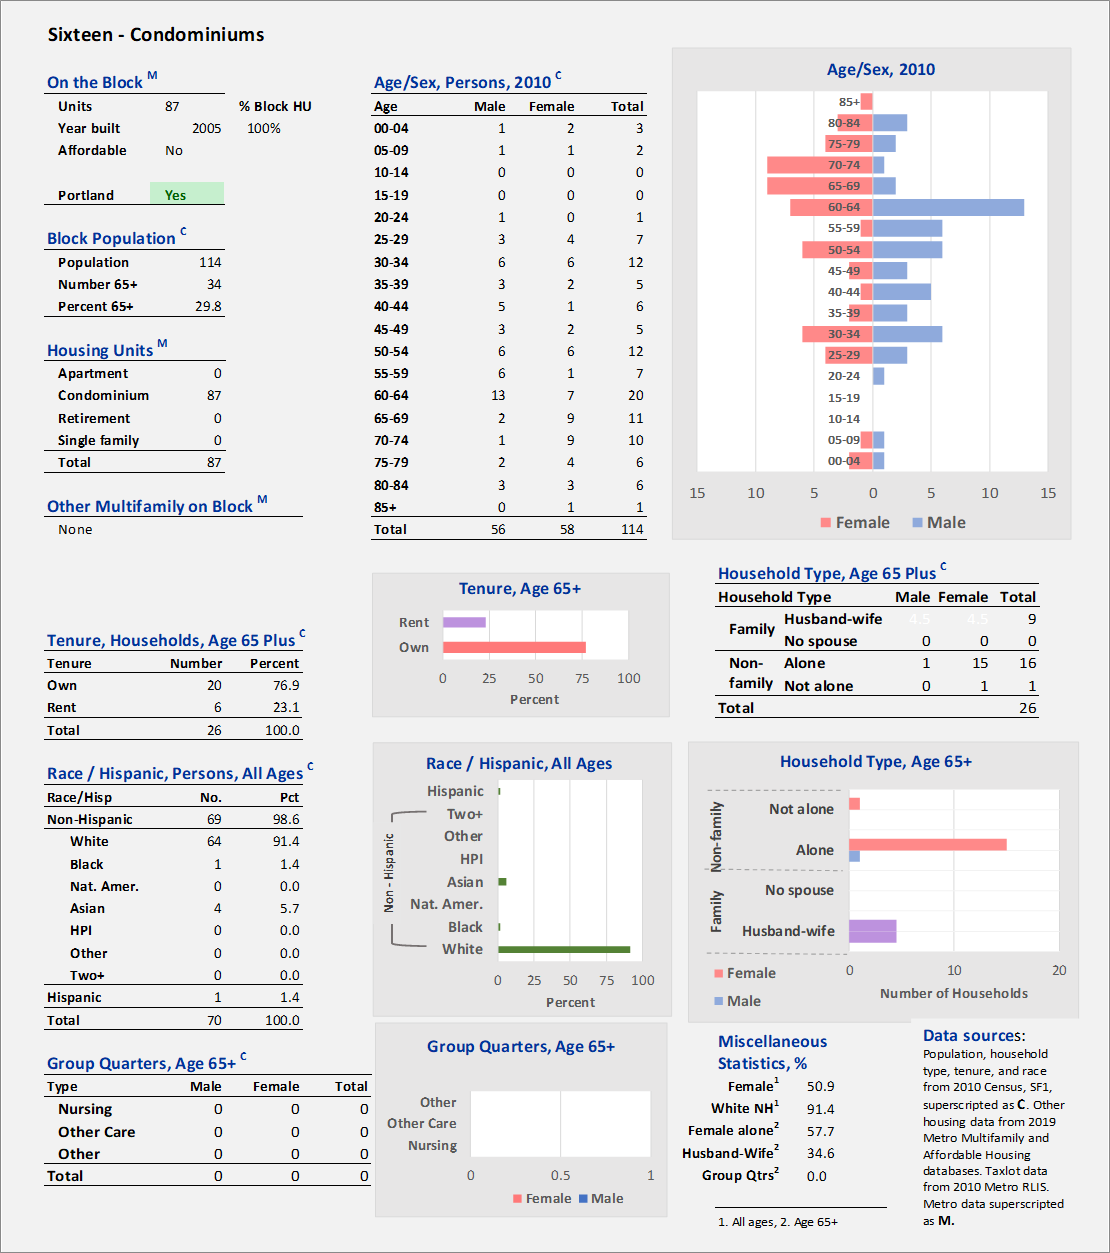 Sixteen - Condominiums
On the Block M
Units 87 % Block HU
Year built 2005 100%
Affordable No
Portland Yes
Block Population C
Population 114
Number 65+ 34
Percent 65+ 29.8
Housing Units M
Apartment 0
Condominium 87
Retirement 0
Single family 0
Total 87
Other Multifamily on Block M
None
Age/Sex, Persons, 2010 C
Age Male Female Total
00-04 1 2 3
05-09 1 1 2
10-14 0 0 0
15-19 0 0 0
20-24 1 0 1
25-29 3 4 7
30-34 6 6 12
35-39 3 2 5
40-44 5 1 6
45-49 3 2 5
50-54 6 6 12
55-59 6 1 7
60-64 13 7 20
65-69 2 9 11
70-74 1 9 10
75-79 2 4 6
80-84 3 3 6
85+ 0 1 1
Total 56 58 114
Age/Sex, 2010
85+
80-84
75-79
70-74
65-69
60-64
55-59
50-54
45-49
40-44
35-39
30-34
25-29
20-24
15-19
10-14
05-09
00-04
15 10 5 0 5 10 15
Female Male
Tenure, Households, Age 65 Plus C
Tenure Number Percent
Own 20 76.9
Rent 6 23.1
Total 26 100.0
Tenure, Age 65+
Rent
Own
0 25 50 75 100
Percent
Household Type, Age 65 Plus C
Household Type Male Female Total
Family Husband-wife 4.5 4.5 9
No spouse 0 0 0
Non-family Alone 1 15 16
Not alone 0 1 1
Total 26
Race / Hispanic, Persons, All Ages C
Race/Hisp No. Pct
Non-Hispanic 69 98.6
White 64 91.4
Black 1 1.4
Nat. Amer. 0 0.0
Asian 4 5.7
HPI 0 0.0
Other 0 0.0
Two+ 0 0.0
Hispanic 1 1.4
Total 70 100.0
Race / Hispanic, All Ages
Non - Hispanic
Hispanic
Two+
Other
HPI
Asian
Nat. Amer.
Black
White
0 25 50 75 100
Percent
Household Type, Age 65+
Non-family
Not alone
Alone
Family
No spouse
Husband-wife
0 10 20
Number of Households
Female
Male
Group Quarters, Age 65+ C
Type Male Female Total
Nursing 0 0 0
Other Care 0 0 0
Other 0 0 0
Total 0 0 0
Group Quarters, Age 65+
Other
Other Care
Nursing
0 0.5 1
Female Male
Miscellaneous
Statistics, %
Female1 50.9
White NH1 91.4
Female alone2 57.7
Husband-Wife2 34.6
Group Qtrs2 0.0
1. All ages, 2. Age 65+
Data sources:
Population, household
type, tenure, and race
from 2010 Census, SF1,
superscripted as C. Other
housing data from 2019
Metro Multifamily and
Affordable Housing
databases. Taxlot data
from 2010 Metro RLIS.
Metro data superscripted
as M.